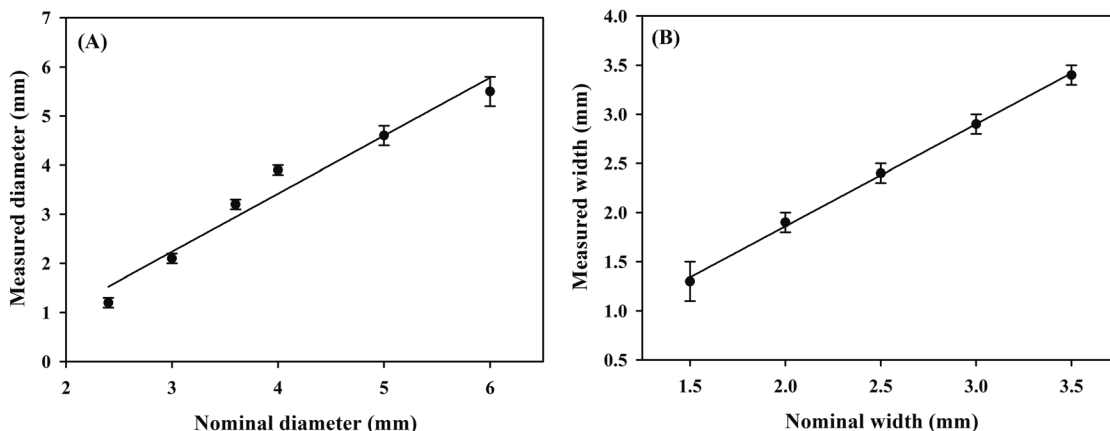 (A)
Measured diameter (mm)
7
6
5
4
3
2
1
0
2 3 4 5 6
Nominal diameter (mm)
(B)
Measured width (mm)
4.0
3.5
3.0
2.5
2.0
1.5
1.0
0.5
1.5 2.0 2.5 3.0 3.5
Nominal width (mm)